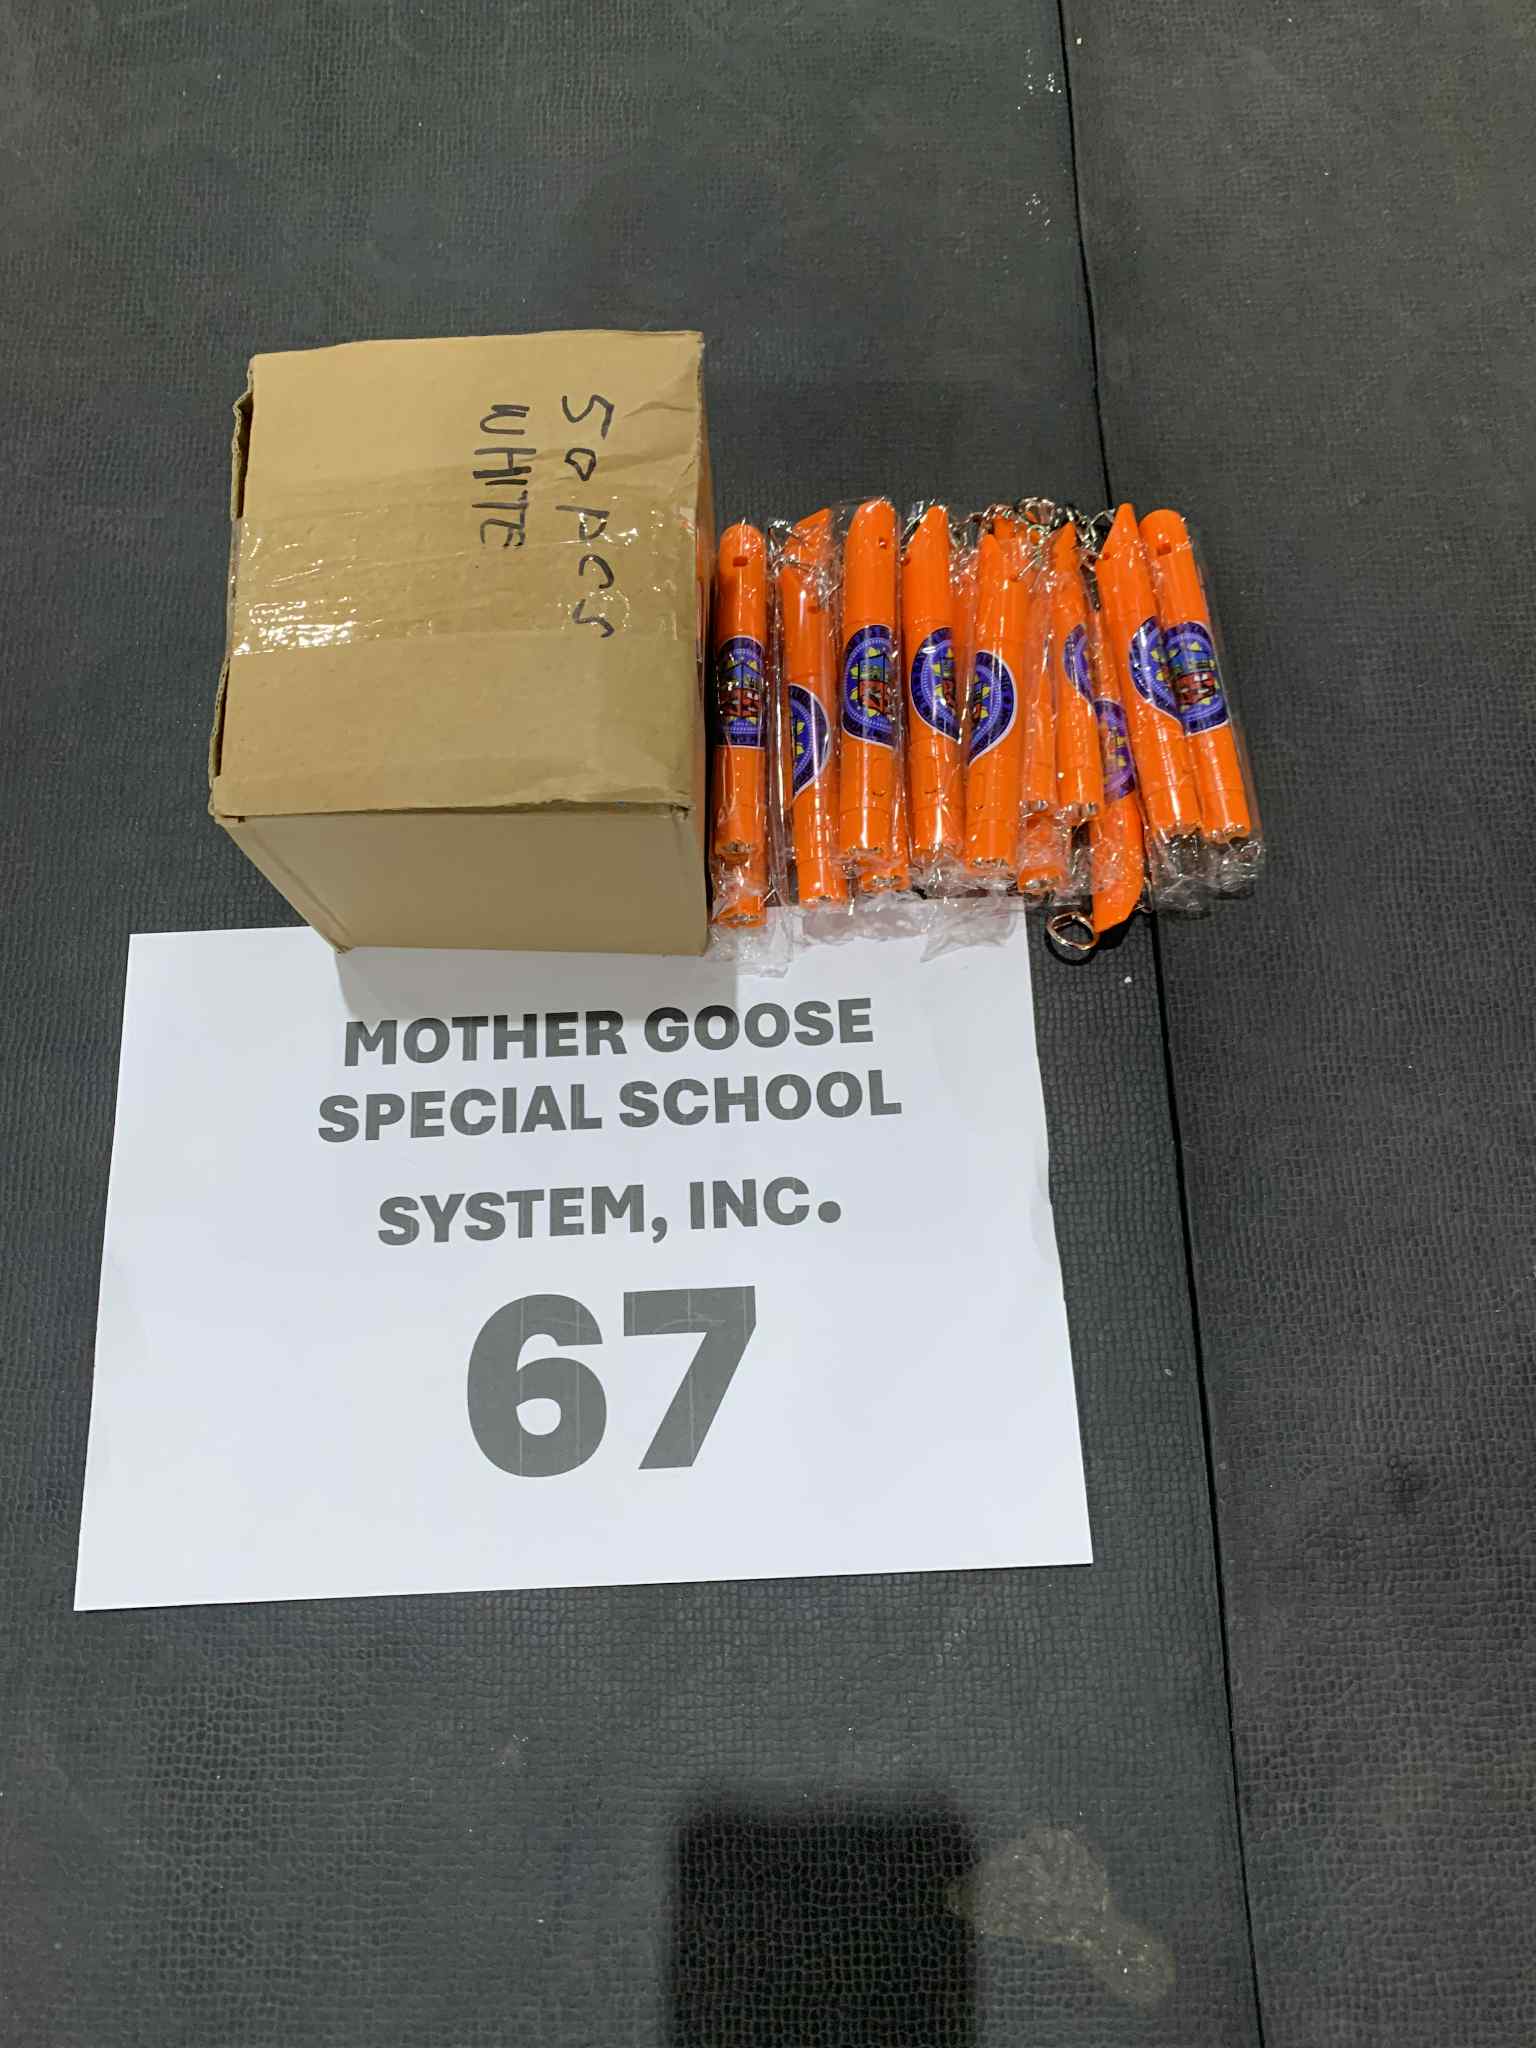 50 pcs
WHITE
MOTHER GOOSE
SPECIAL SCHOOL
SYSTEM, INC.
67